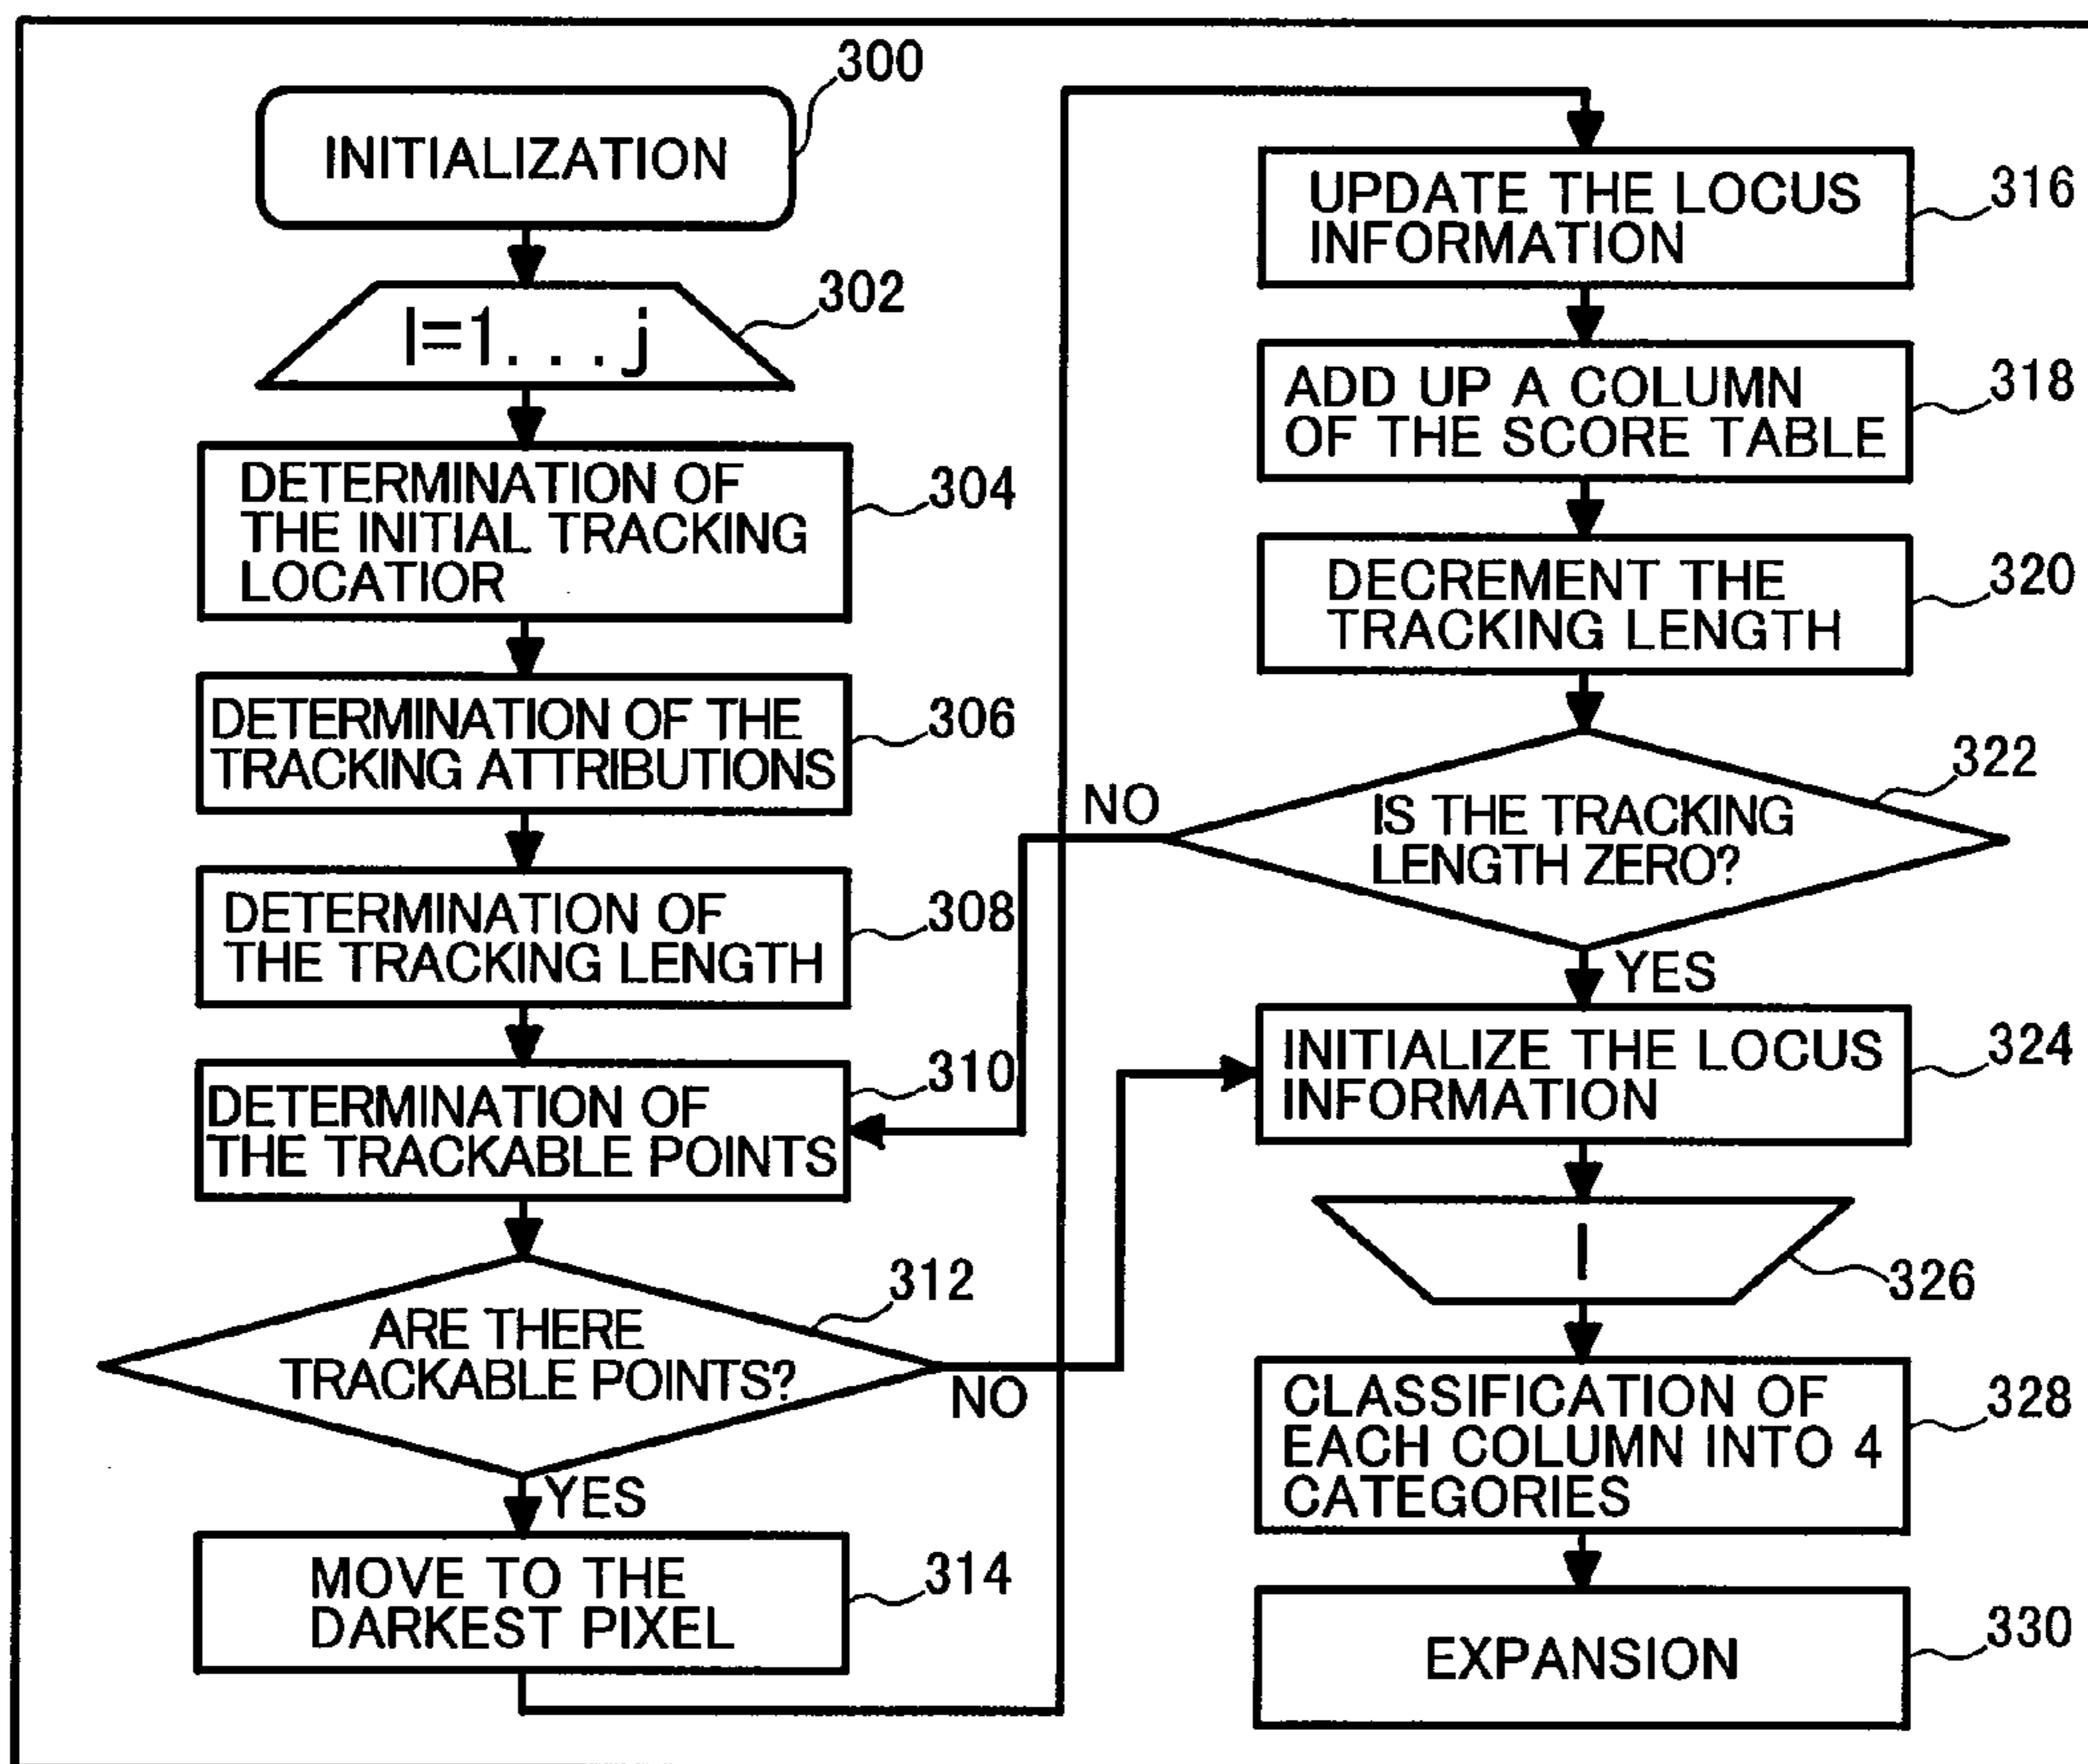 300
INITIALIZATION
302
I=1...j
304
DETERMINATION OF
THE INITIAL TRACKING
LOCATIOR
306
DETERMINATION OF THE
TRACKING ATTRIBUTIONS
308
DETERMINATION OF
THE TRACKING LENGTH
310
DETERMINATION OF
THE TRACKABLE POINTS
312
ARE THERE
TRACKABLE POINTS?
NO
YES
314
MOVE TO THE
DARKEST PIXEL
316
UPDATE THE LOCUS
INFORMATION
318
ADD UP A COLUMN
OF THE SCORE TABLE
320
DECREMENT THE
TRACKING LENGTH
322
NO
IS THE TRACKING
LENGTH ZERO?
YES
324
INITIALIZE THE LOCUS
INFORMATION
I
326
328
CLASSIFICATION OF
EACH COLUMN INTO 4
CATEGORIES
330
EXPANSION